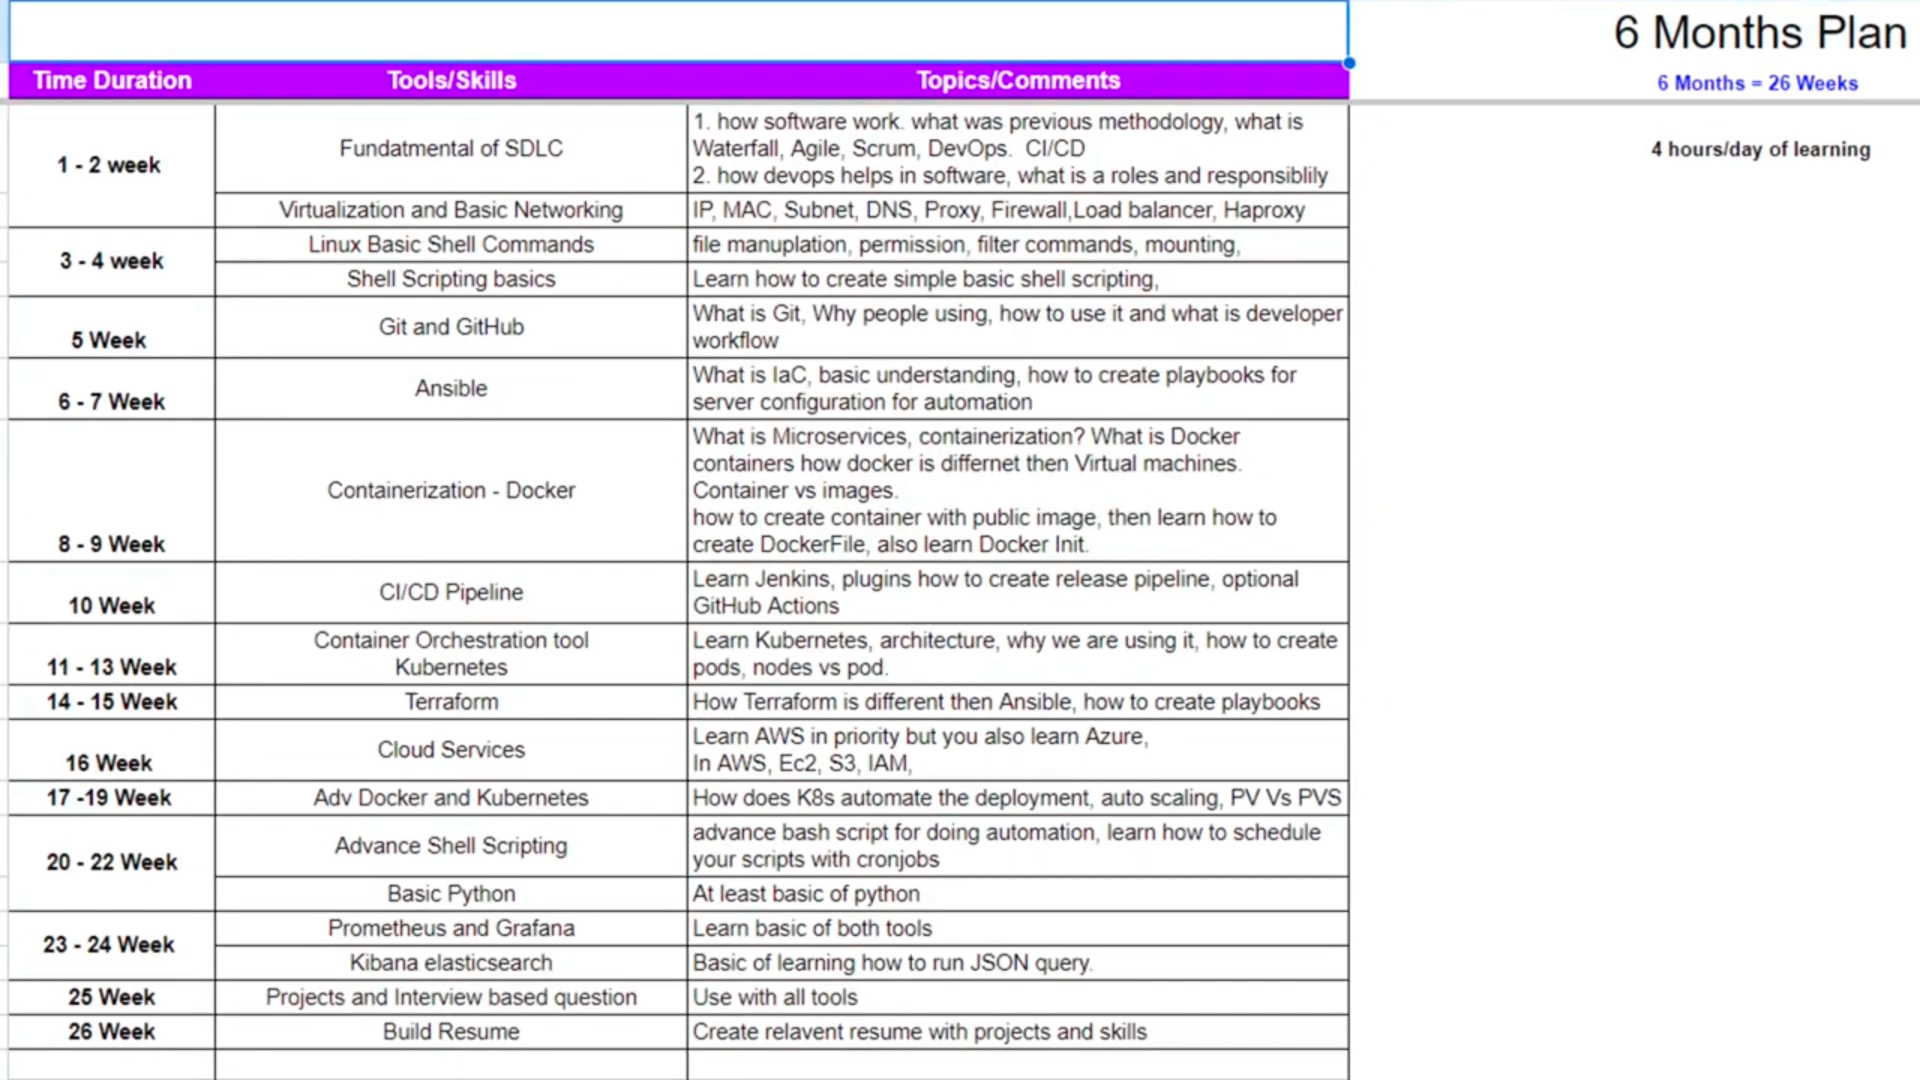 6 Months Plan
Time Duration Tools/Skills Topics/Comments
6 Months = 26 Weeks
4 hours/day of learning
1 - 2 week
Fundatmental of SDLC
1. how software work. what was previous methodology, what is
Waterfall, Agile, Scrum, DevOps. CI/CD
2. how devops helps in software, what is a roles and responsiblily
Virtualization and Basic Networking
IP, MAC, Subnet, DNS, Proxy, Firewall,Load balancer, Haproxy
3 - 4 week
Linux Basic Shell Commands
file manuplation, permission, filter commands, mounting,
Shell Scripting basics
Learn how to create simple basic shell scripting,
5 Week
Git and GitHub
What is Git, Why people using, how to use it and what is developer
workflow
6 - 7 Week
Ansible
What is IaC, basic understanding, how to create playbooks for
server configuration for automation
8 - 9 Week
Containerization - Docker
What is Microservices, containerization? What is Docker
containers how docker is differnet then Virtual machines.
Container vs images.
how to create container with public image, then learn how to
create DockerFile, also learn Docker Init.
10 Week
CI/CD Pipeline
Learn Jenkins, plugins how to create release pipeline, optional
GitHub Actions
11 - 13 Week
Container Orchestration tool
Kubernetes
Learn Kubernetes, architecture, why we are using it, how to create
pods, nodes vs pod.
14 - 15 Week
Terraform
How Terraform is different then Ansible, how to create playbooks
16 Week
Cloud Services
Learn AWS in priority but you also learn Azure,
In AWS, Ec2, S3, IAM,
17 -19 Week
Adv Docker and Kubernetes
How does K8s automate the deployment, auto scaling, PV Vs PVS
20 - 22 Week
Advance Shell Scripting
advance bash script for doing automation, learn how to schedule
your scripts with cronjobs
Basic Python
At least basic of python
23 - 24 Week
Prometheus and Grafana
Learn basic of both tools
Kibana elasticsearch
Basic of learning how to run JSON query.
25 Week
Projects and Interview based question
Use with all tools
26 Week
Build Resume
Create relavent resume with projects and skills